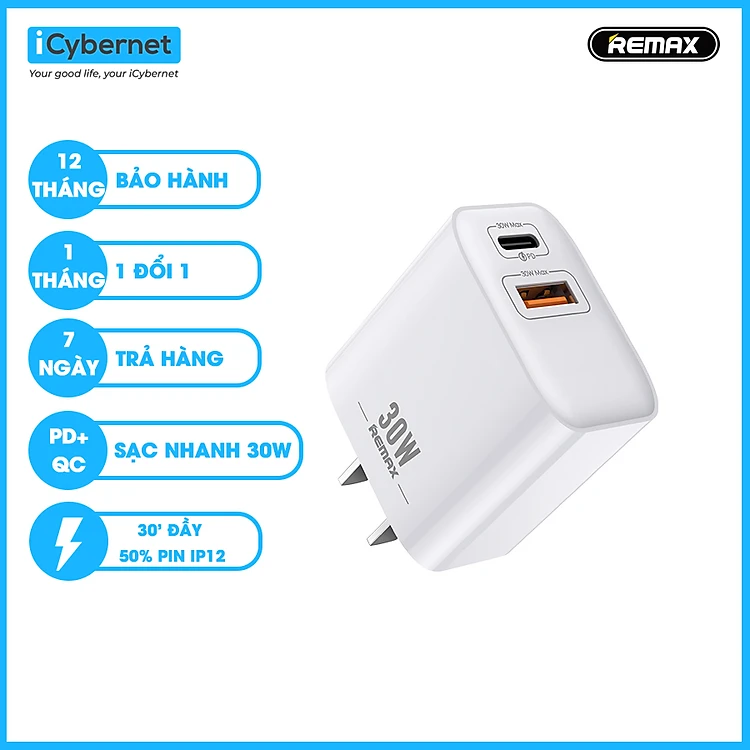 iCybernet
Your good life, your iCybernet
REMAX
12
THÁNG
BẢO HÀNH
1
THÁNG
1 ĐỔI 1
7
NGÀY
TRẢ HÀNG
PD+
QC
SẠC NHANH 30W
30' ĐẦY
50% PIN IP12
30W Max
PD
30W Max
30W
REMAX